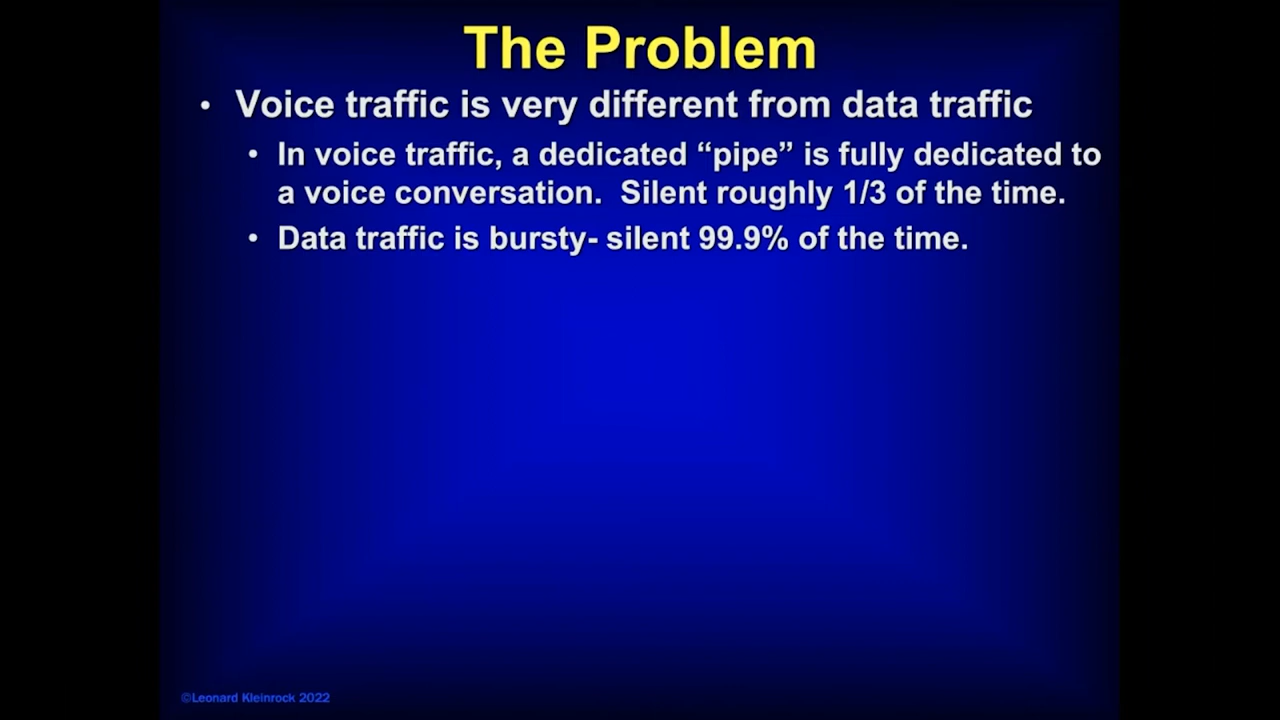 The Problem
• Voice traffic is very different from data traffic
• In voice traffic, a dedicated “pipe” is fully dedicated to
a voice conversation.  Silent roughly 1/3 of the time.
• Data traffic is bursty- silent 99.9% of the time.
©Leonard Kleinrock 2022